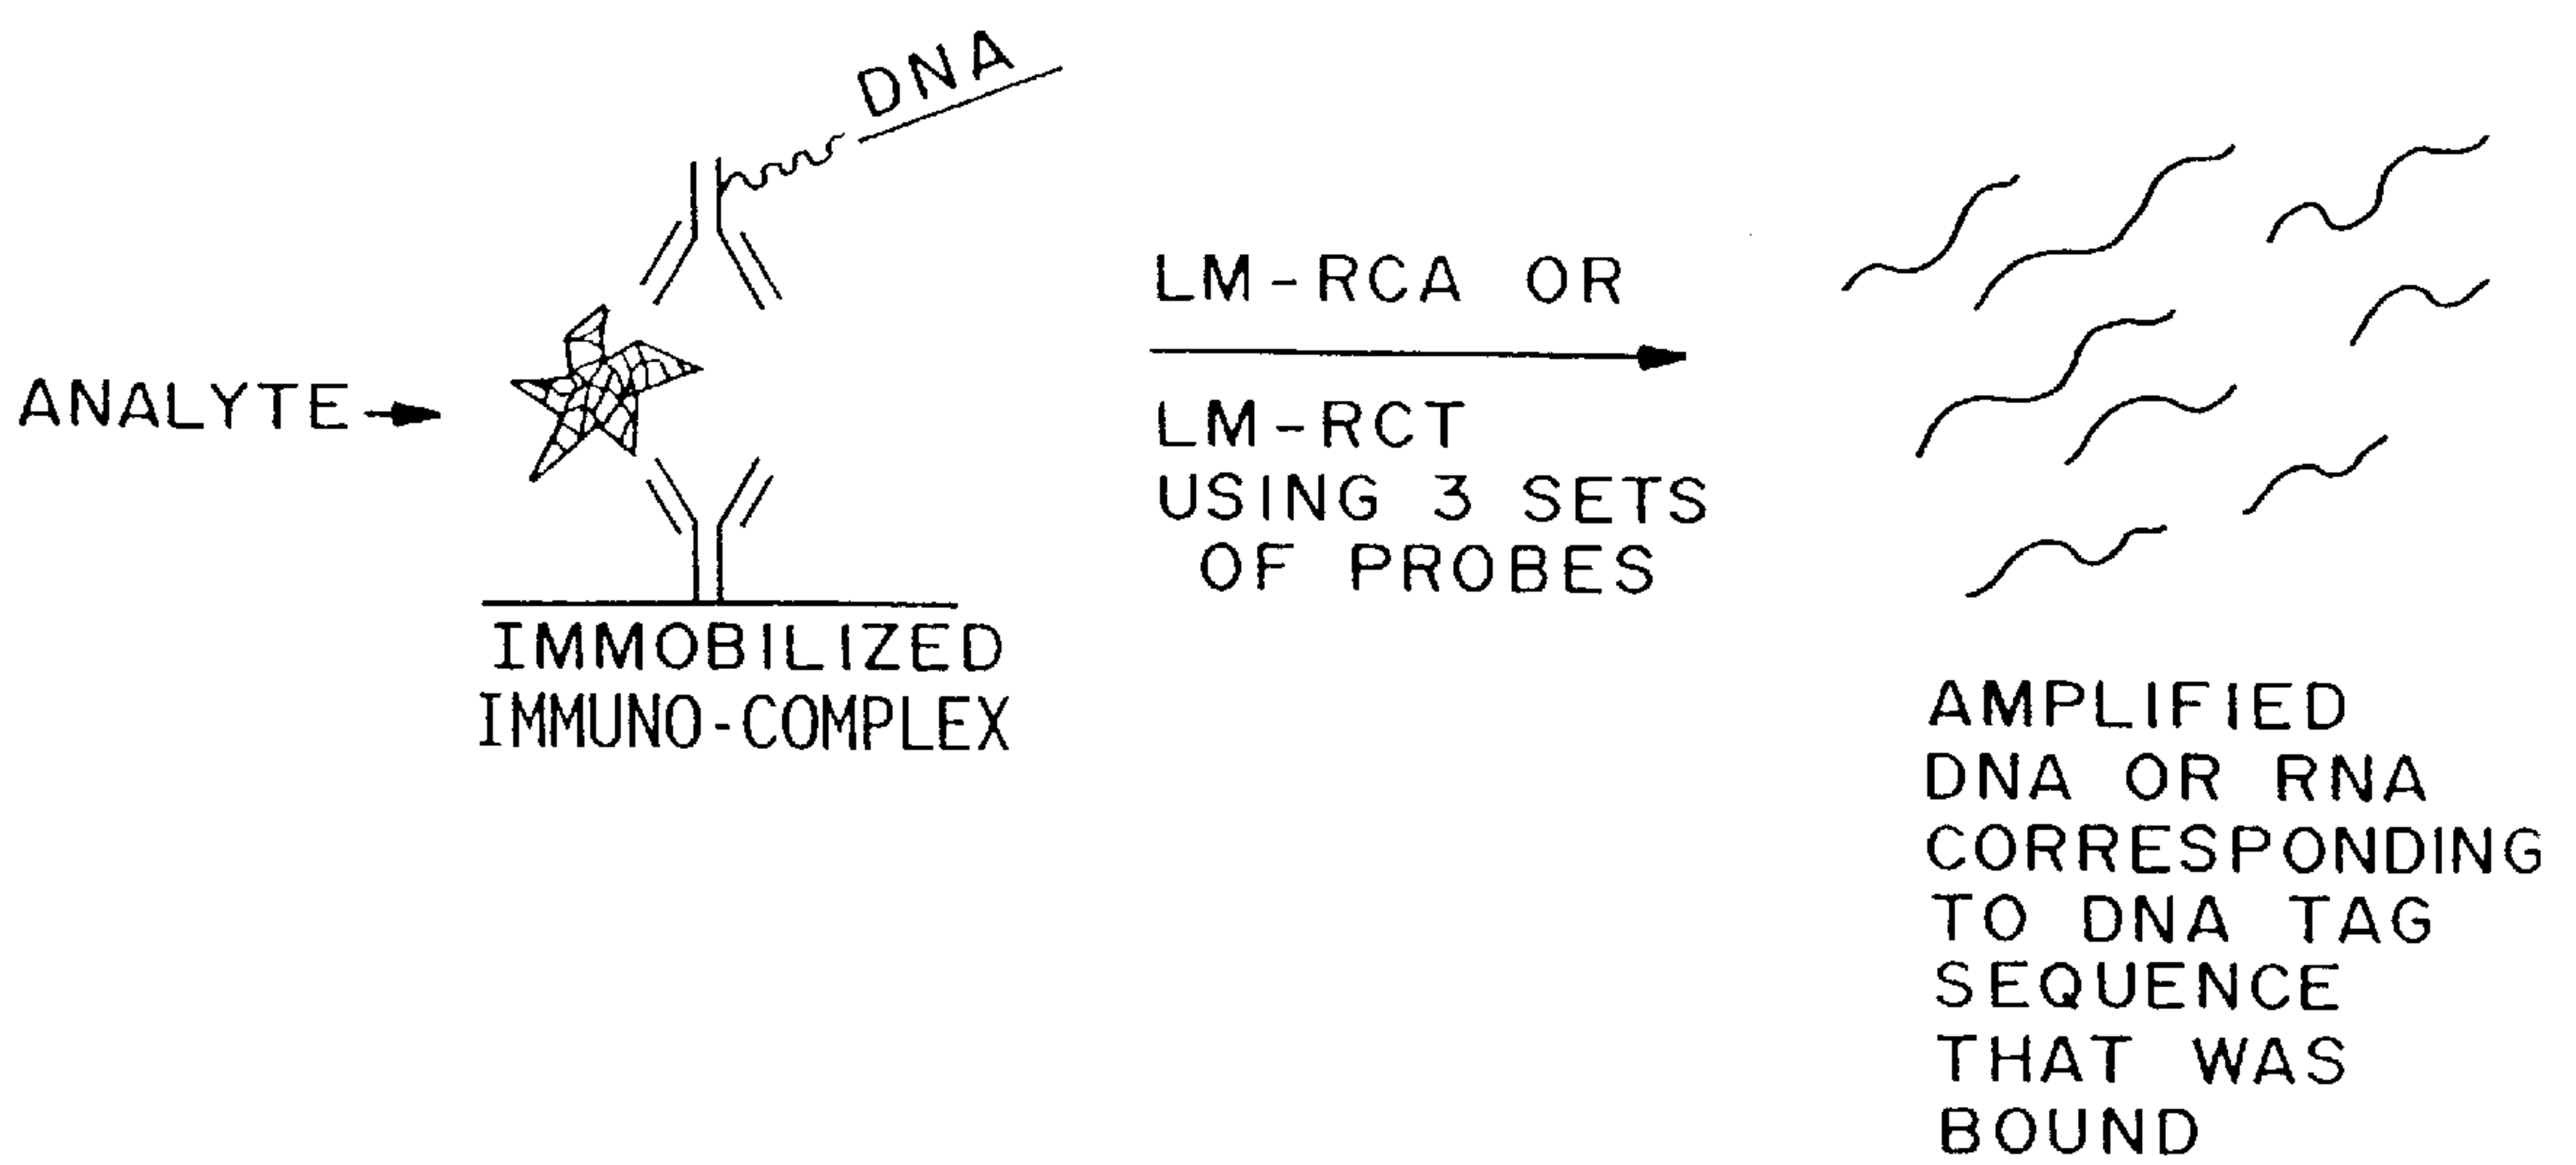 DNA
ANALYTE
IMMOBILIZED
IMMUNO-COMPLEX
LM-RCA OR
LM-RCT
USING 3 SETS
OF PROBES
AMPLIFIED
DNA OR RNA
CORRESPONDING
TO DNA TAG
SEQUENCE
THAT WAS
BOUND